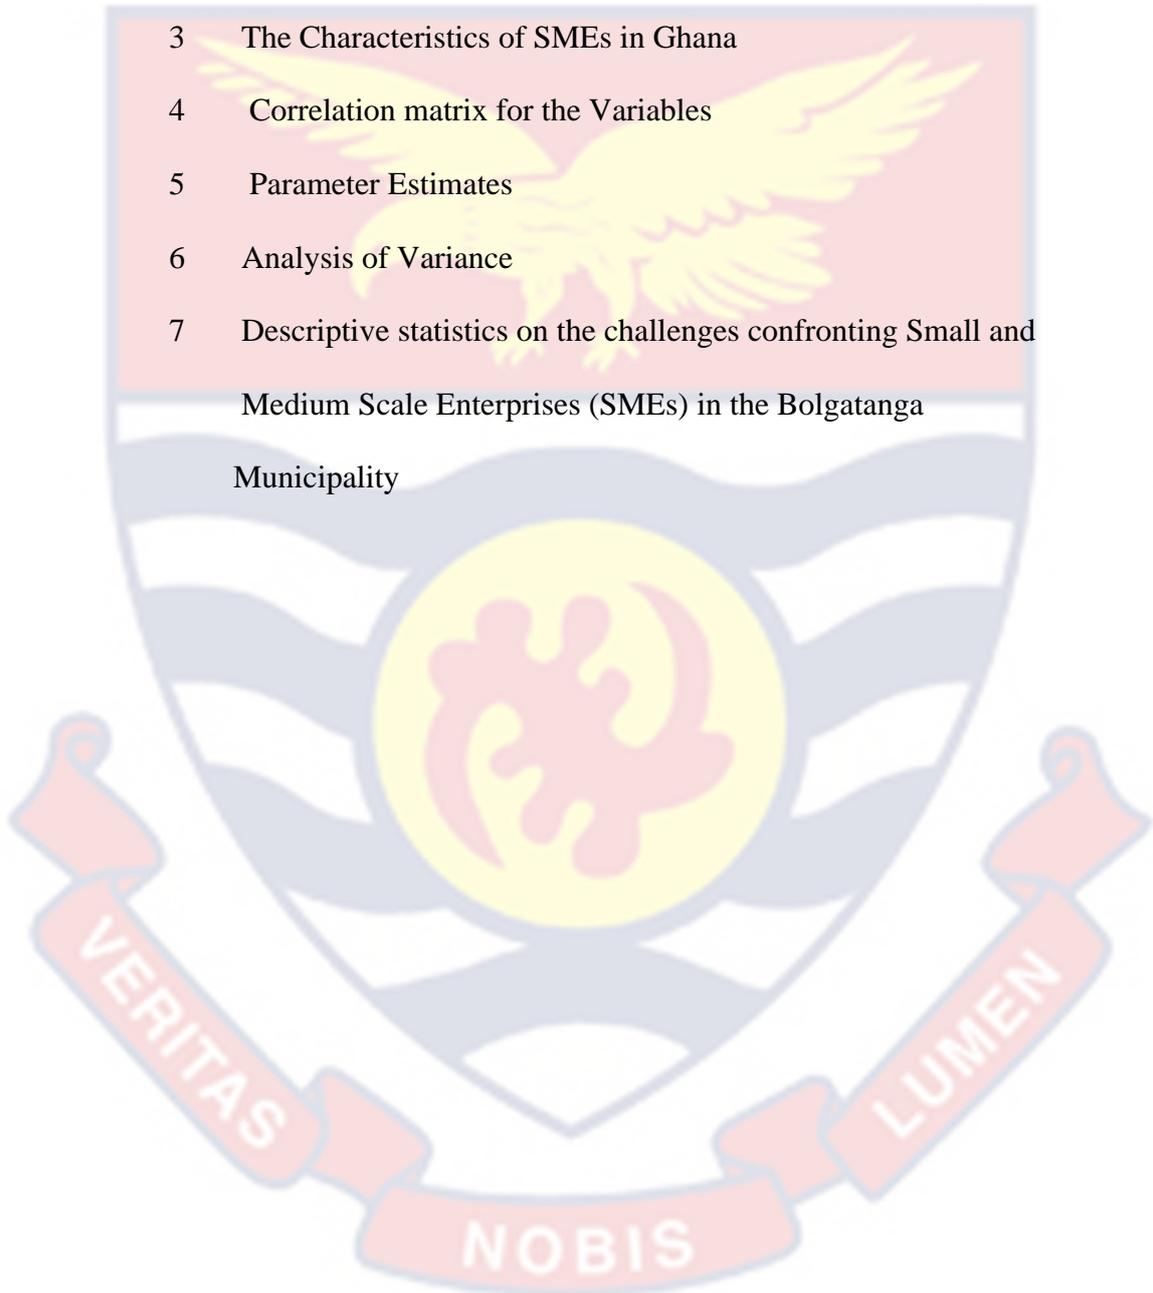 3 The Characteristics of SMEs in Ghana
4 Correlation matrix for the Variables
5 Parameter Estimates
6 Analysis of Variance
7 Descriptive statistics on the challenges confronting Small and
Medium Scale Enterprises (SMEs) in the Bolgatanga
Municipality
VERITAS
NOBIS
LUMEN